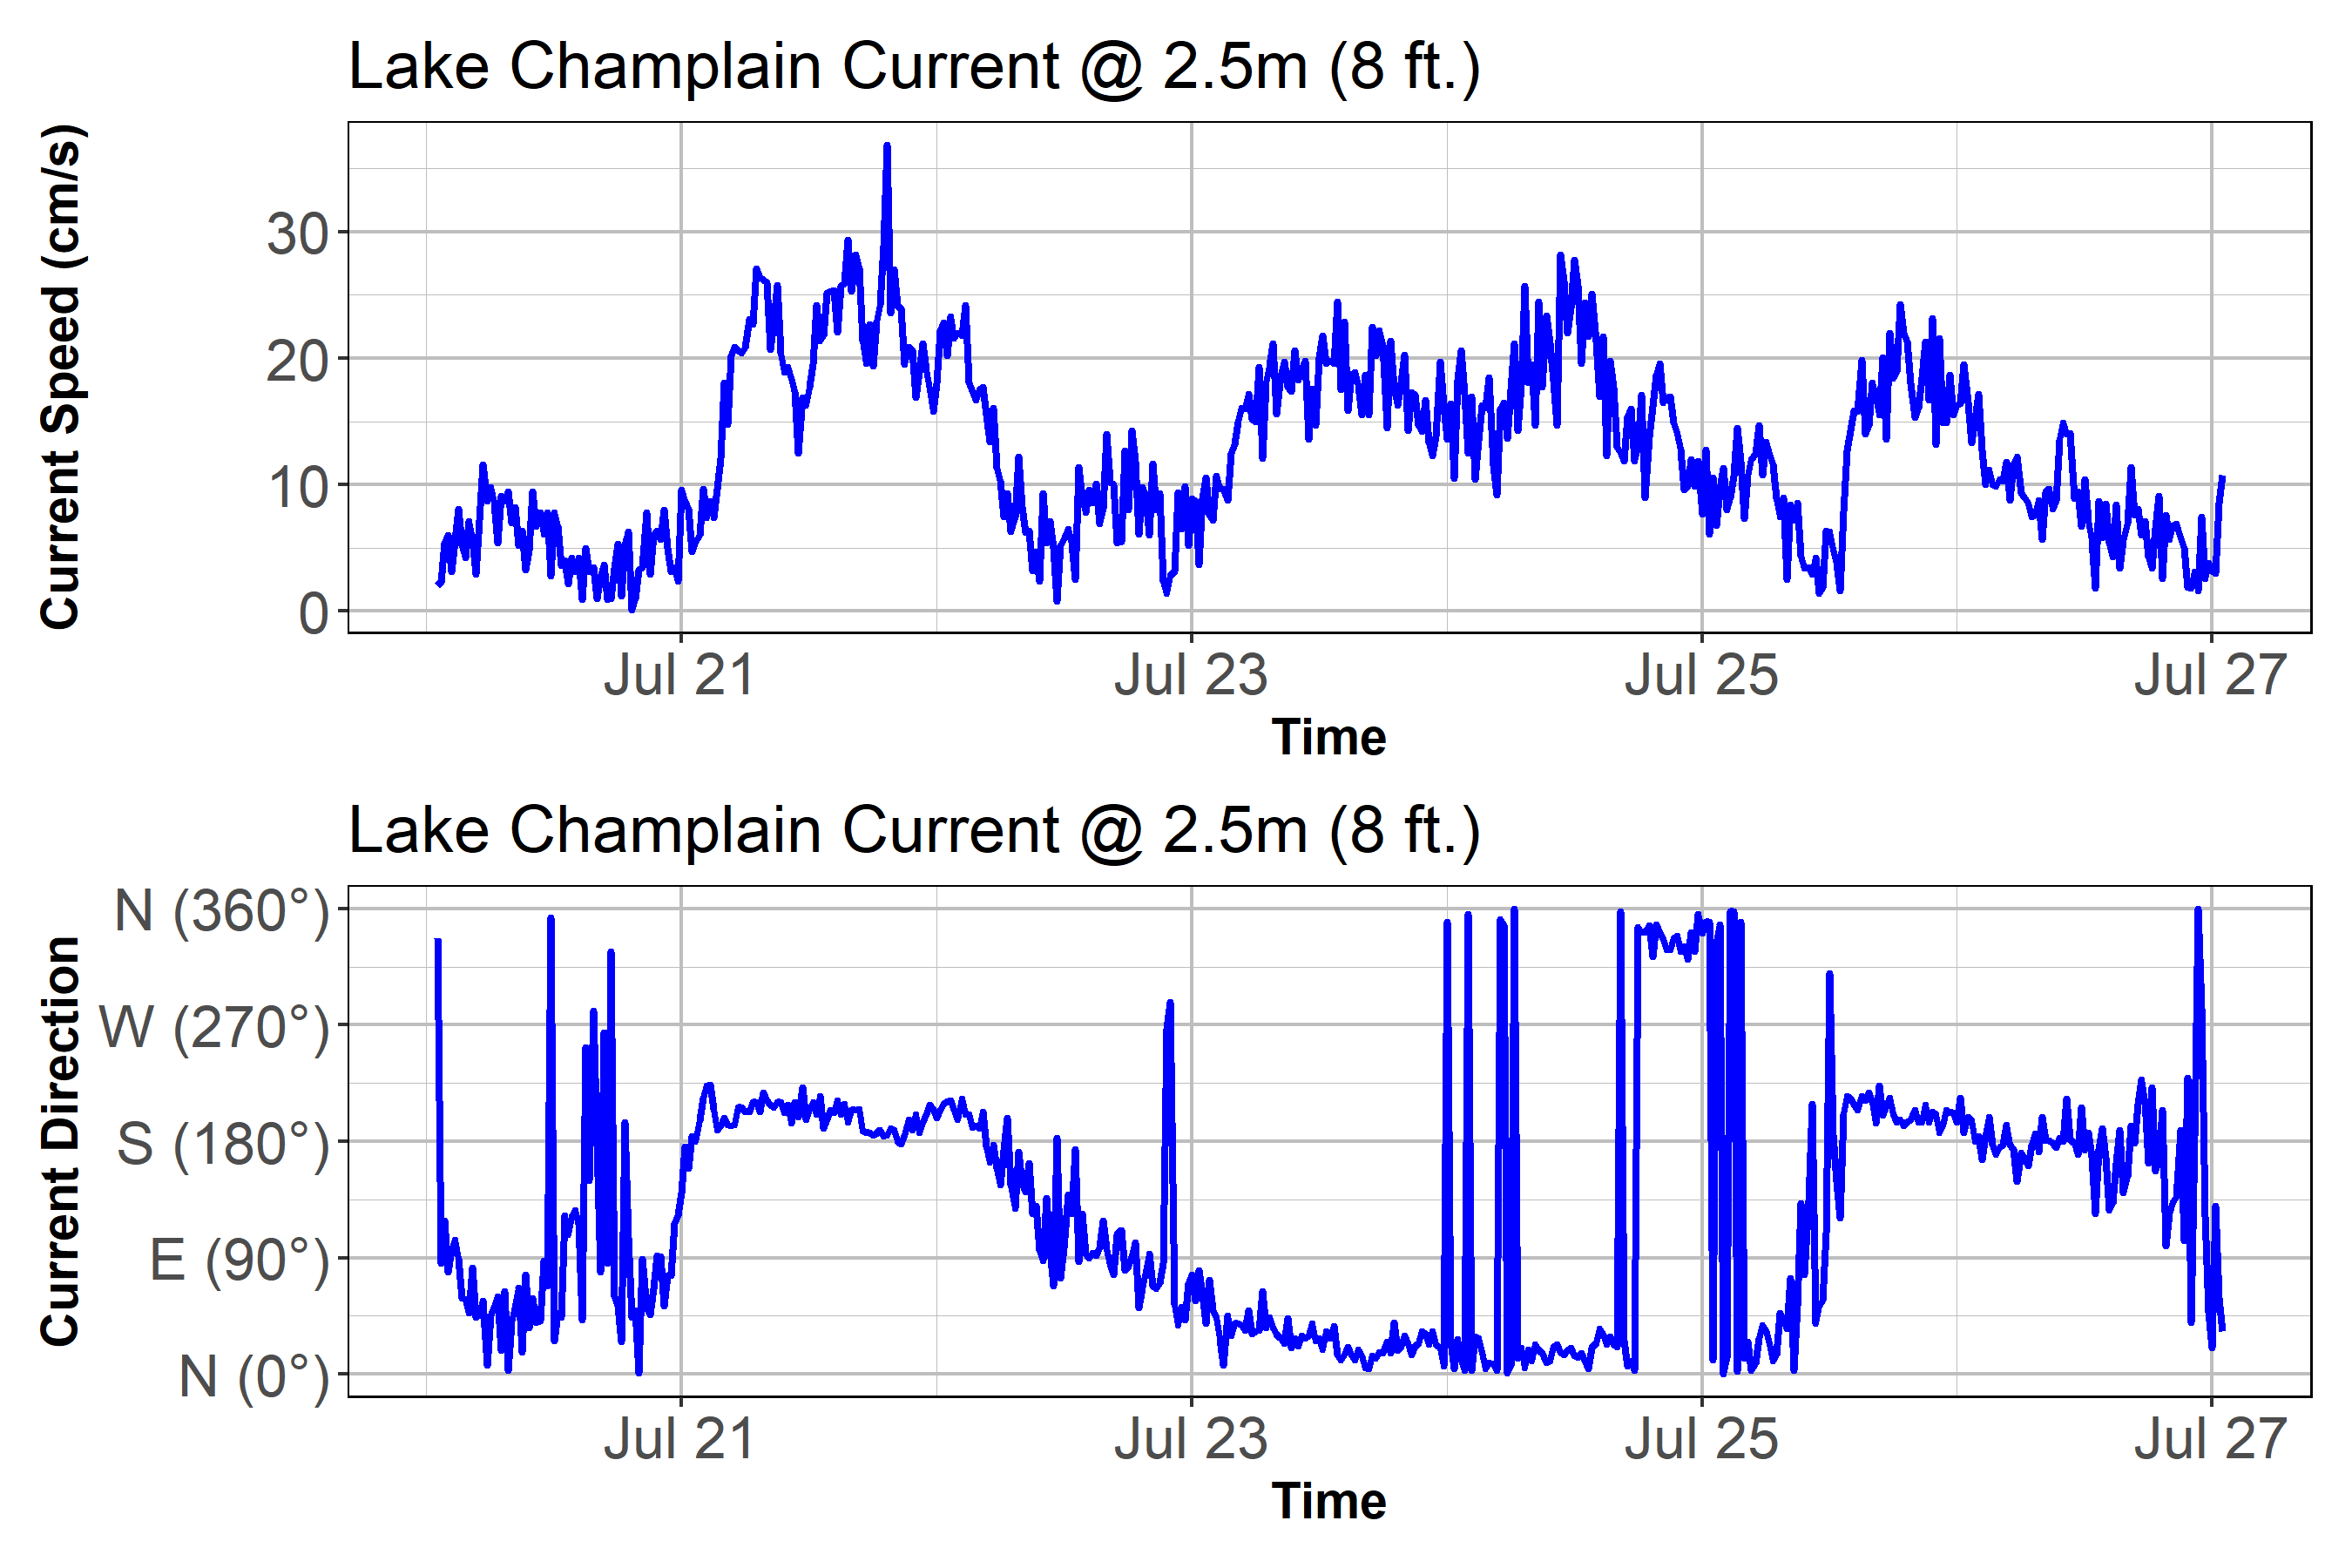 Lake Champlain Current @ 2.5m (8 ft.)
Current Speed (cm/s)
30
20
10
0
Jul 21 Jul 23 Jul 25 Jul 27
Time
Lake Champlain Current @ 2.5m (8 ft.)
Current Direction
N (360°)
W (270°)
S (180°)
E (90°)
N (0°)
Jul 21 Jul 23 Jul 25 Jul 27
Time